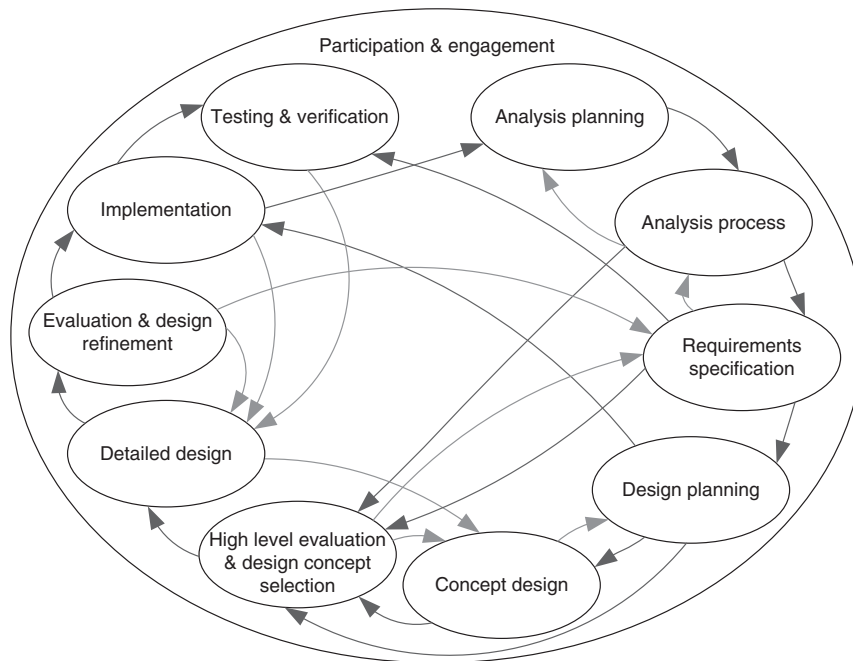 Participation & engagement
Testing & verification
Analysis planning
Implementation
Analysis process
Evaluation & design
refinement
Requirements
specification
Detailed design
Design planning
High level evaluation
& design concept
selection
Concept design